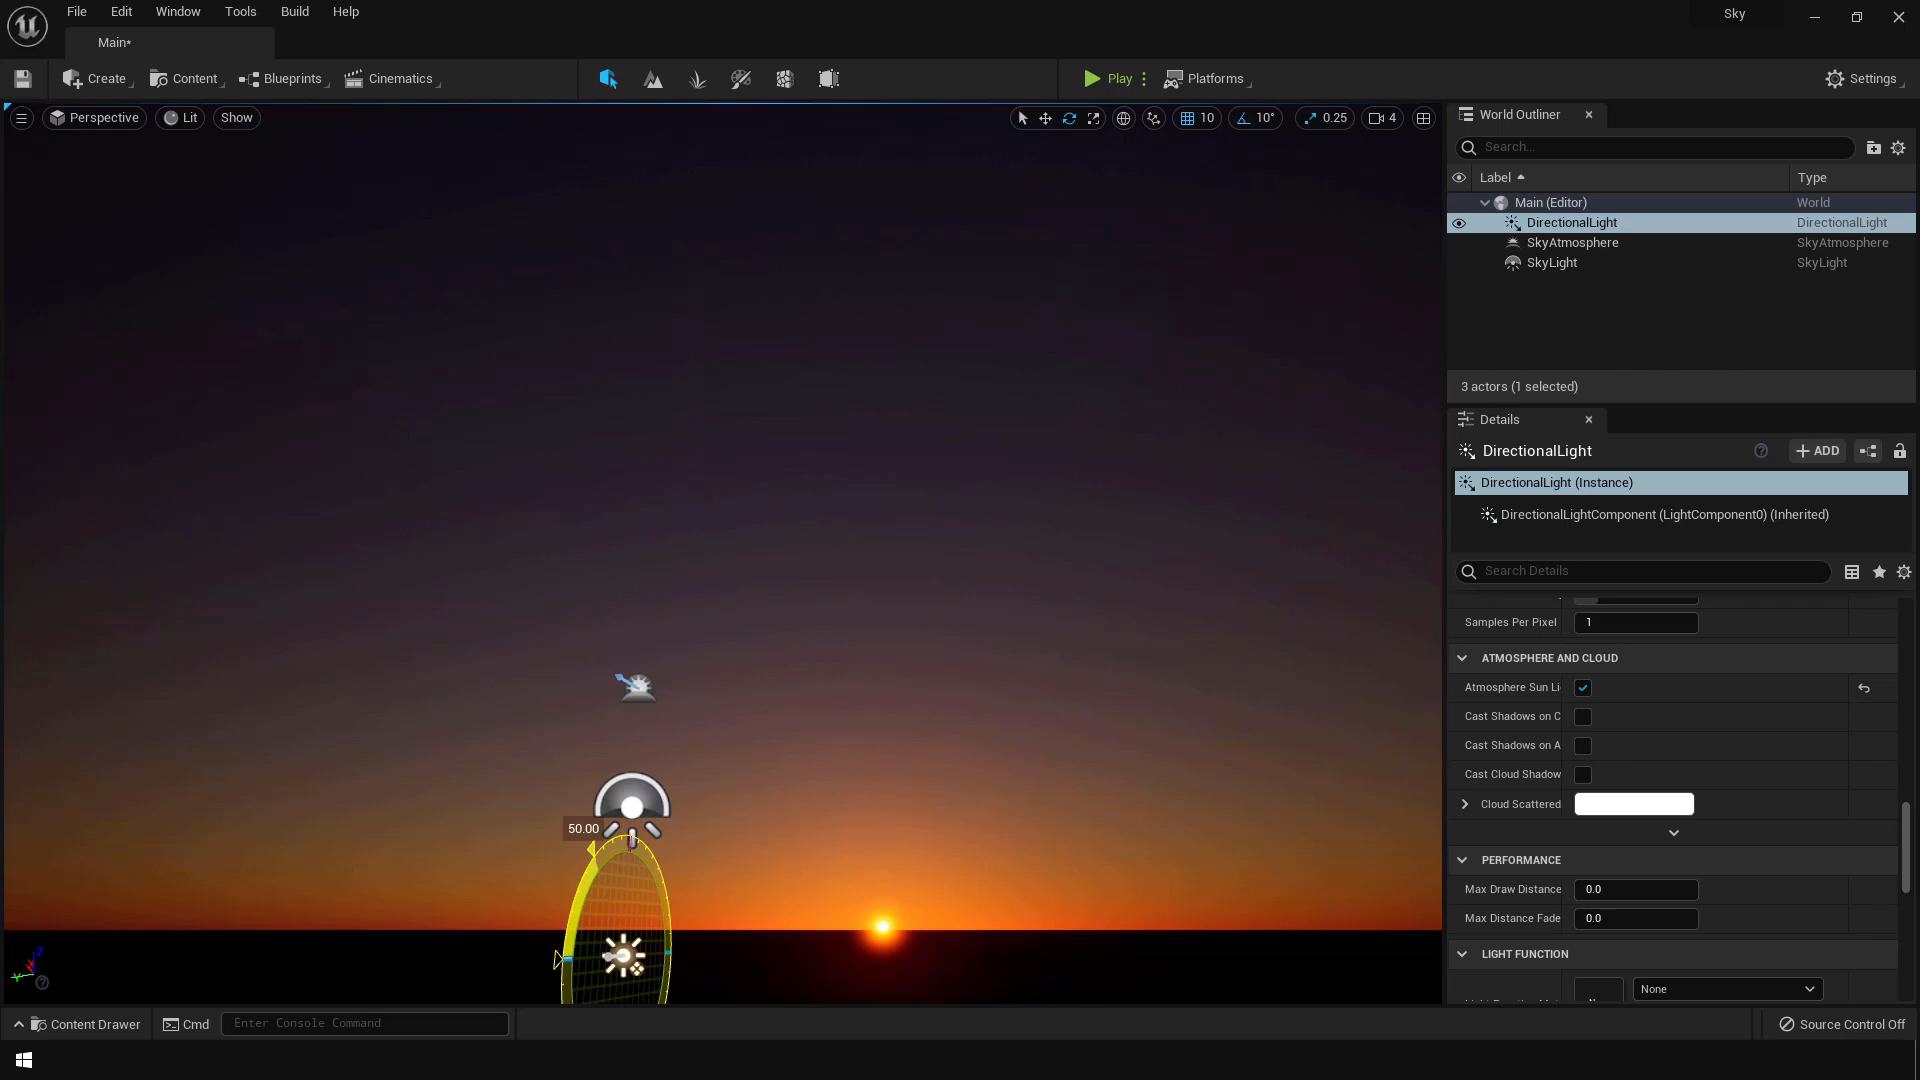 File Edit Window Tools Build Help
Sky
Main*
Create Content Blueprints Cinematics
Play Platforms
Settings
Perspective Lit Show
10 10° 0.25 4
World Outliner
Search...
Label Type
Main (Editor) World
DirectionalLight DirectionalLight
SkyAtmosphere SkyAtmosphere
SkyLight SkyLight
3 actors (1 selected)
Details
DirectionalLight
ADD
DirectionalLight (Instance)
DirectionalLightComponent (LightComponent0) (Inherited)
Search Details
Samples Per Pixel 1
ATMOSPHERE AND CLOUD
Atmosphere Sun Li
Cast Shadows on C
Cast Shadows on A
Cast Cloud Shadow
Cloud Scattered
PERFORMANCE
Max Draw Distance 0.0
Max Distance Fade 0.0
LIGHT FUNCTION
None
50.00
Content Drawer Cmd Enter Console Command
Source Control Off